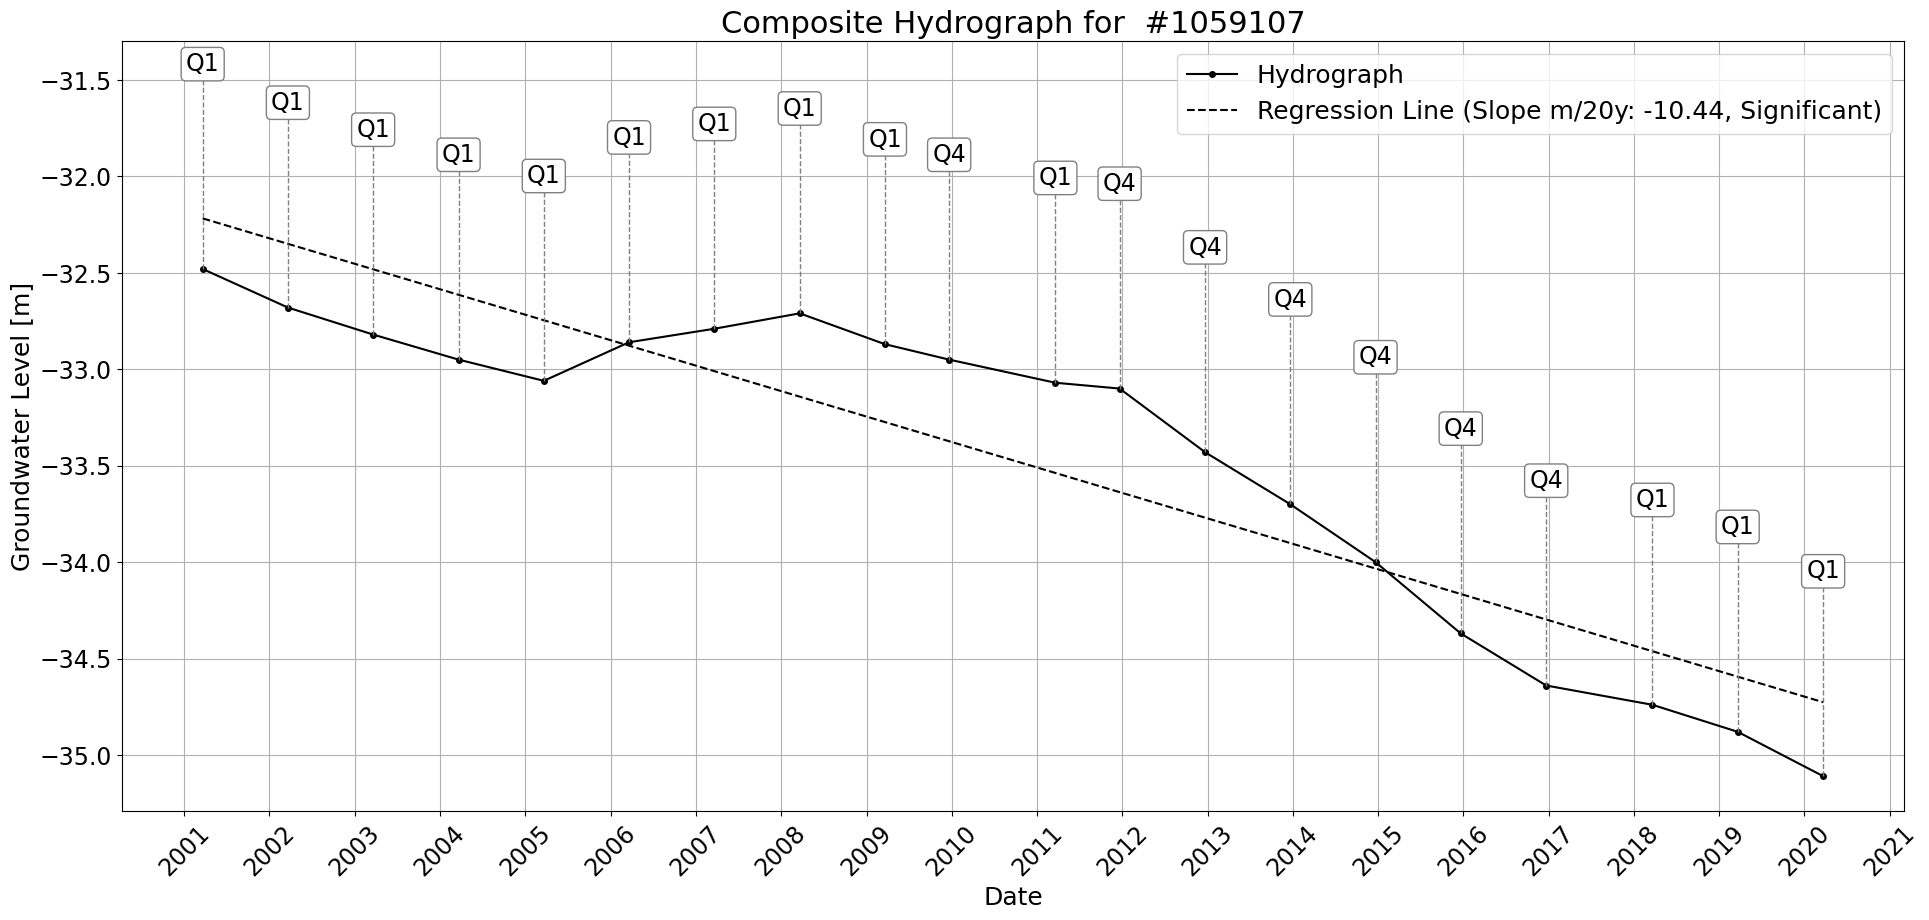 Composite Hydrograph for  #1059107
Hydrograph
Regression Line (Slope m/20y: -10.44, Significant)
Q1
Q1
Q1
Q1
Q1
Q1
Q1
Q1
Q1
Q4
Q1
Q4
Q4
Q4
Q4
Q4
Q4
Q1
Q1
Q1
Groundwater Level [m]
−31.5
−32.0
−32.5
−33.0
−33.5
−34.0
−34.5
−35.0
2001
2002
2003
2004
2005
2006
2007
2008
2009
2010
2011
2012
2013
2014
2015
2016
2017
2018
2019
2020
2021
Date